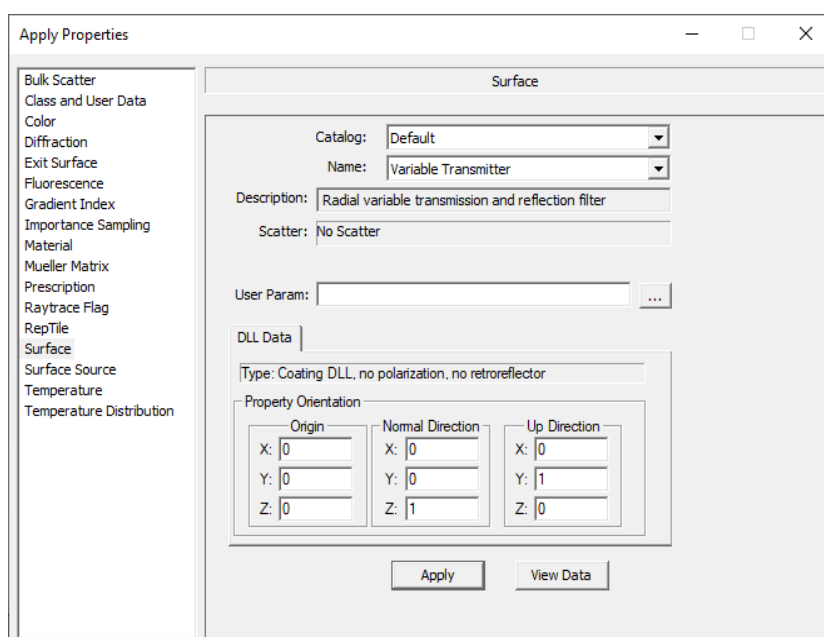 Apply Properties
Bulk Scatter
Class and User Data
Color
Diffraction
Exit Surface
Fluorescence
Gradient Index
Importance Sampling
Material
Mueller Matrix
Prescription
Raytrace Flag
RepTile
Surface
Surface Source
Temperature
Temperature Distribution
Surface
Catalog: Default
Name: Variable Transmitter
Description: Radial variable transmission and reflection filter
Scatter: No Scatter
User Param: ...
DLL Data
Type: Coating DLL, no polarization, no retroreflector
Property Orientation
Origin Normal Direction Up Direction
X: 0 X: 0 X: 0
Y: 0 Y: 0 Y: 1
Z: 0 Z: 1 Z: 0
Apply View Data